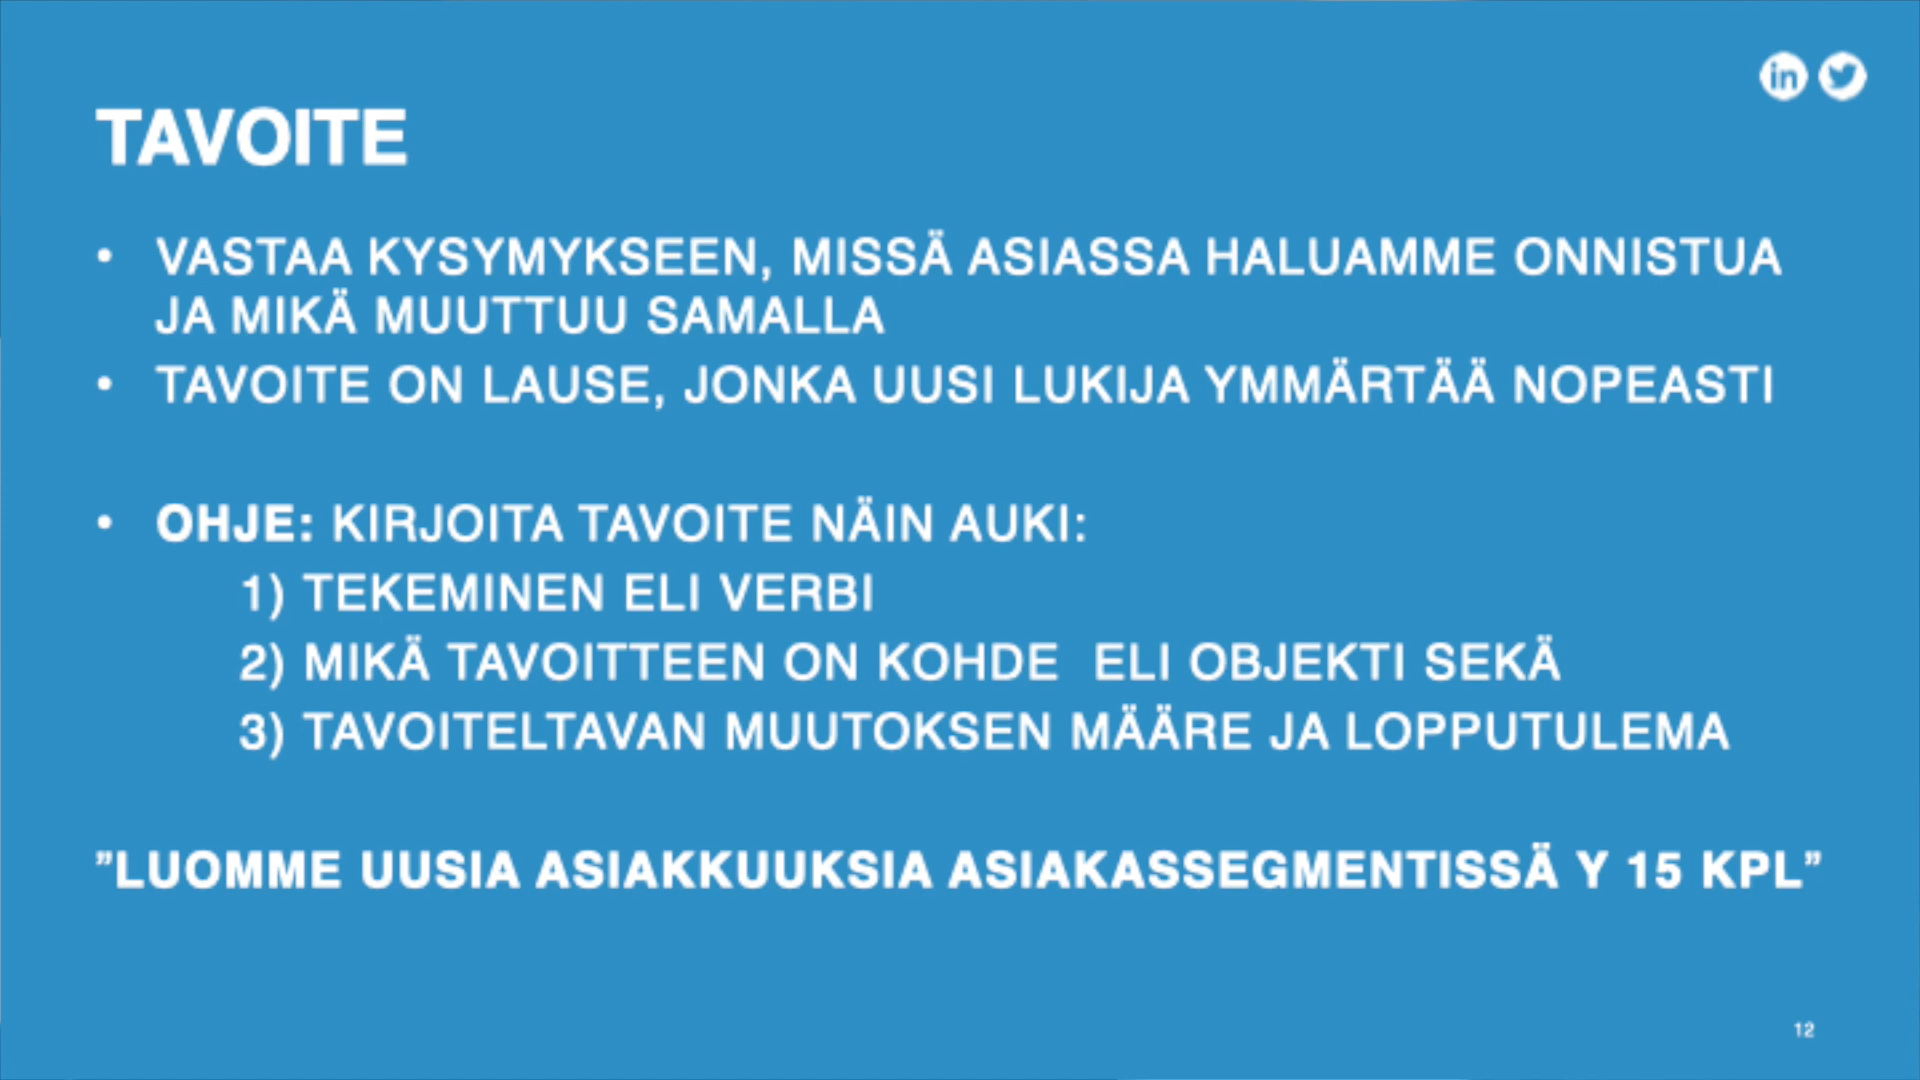 in
TAVOITE
• VASTAA KYSYMYKSEEN, MISSÄ ASIASSA HALUAMME ONNISTUA
JA MIKÄ MUUTTUU SAMALLA
• TAVOITE ON LAUSE, JONKA UUSI LUKIJA YMMÄRTÄÄ NOPEASTI
• OHJE: KIRJOITA TAVOITE NÄIN AUKI:
1) TEKEMINEN ELI VERBI
2) MIKÄ TAVOITTEEN ON KOHDE ELI OBJEKTI SEKÄ
3) TAVOITELTAVAN MUUTOKSEN MÄÄRE JA LOPPUTULEMA
”LUOMME UUSIA ASIAKKUUKSIA ASIAKASSEGMENTISSÄ Y 15 KPL”
12